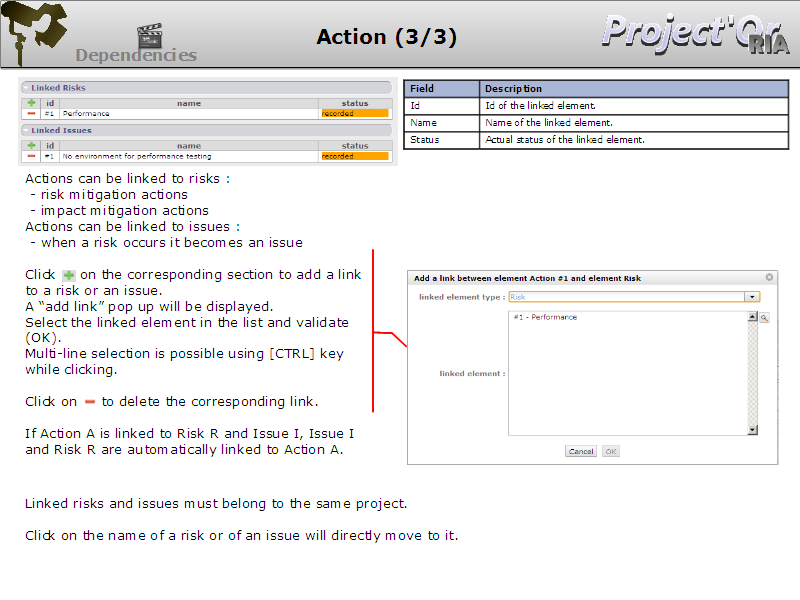 Action (3/3)
Project'Or
RIA
Dependencies
Linked Risks
id name status
#1 Performance recorded
Linked Issues
id name status
#1 No environment for performance testing recorded
Field Description
Id Id of the linked element.
Name Name of the linked element.
Status Actual status of the linked element.
Actions can be linked to risks :
- risk mitigation actions
- impact mitigation actions
Actions can be linked to issues :
- when a risk occurs it becomes an issue
Click on the corresponding section to add a link
to a risk or an issue.
A “add link” pop up will be displayed.
Select the linked element in the list and validate
(OK).
Multi-line selection is possible using [CTRL] key
while clicking.
Click on to delete the corresponding link.
If Action A is linked to Risk R and Issue I, Issue I
and Risk R are automatically linked to Action A.
Add a link between element Action #1 and element Risk
linked element type : Risk
#1 - Performance
linked element :
Cancel OK
Linked risks and issues must belong to the same project.
Click on the name of a risk or of an issue will directly move to it.